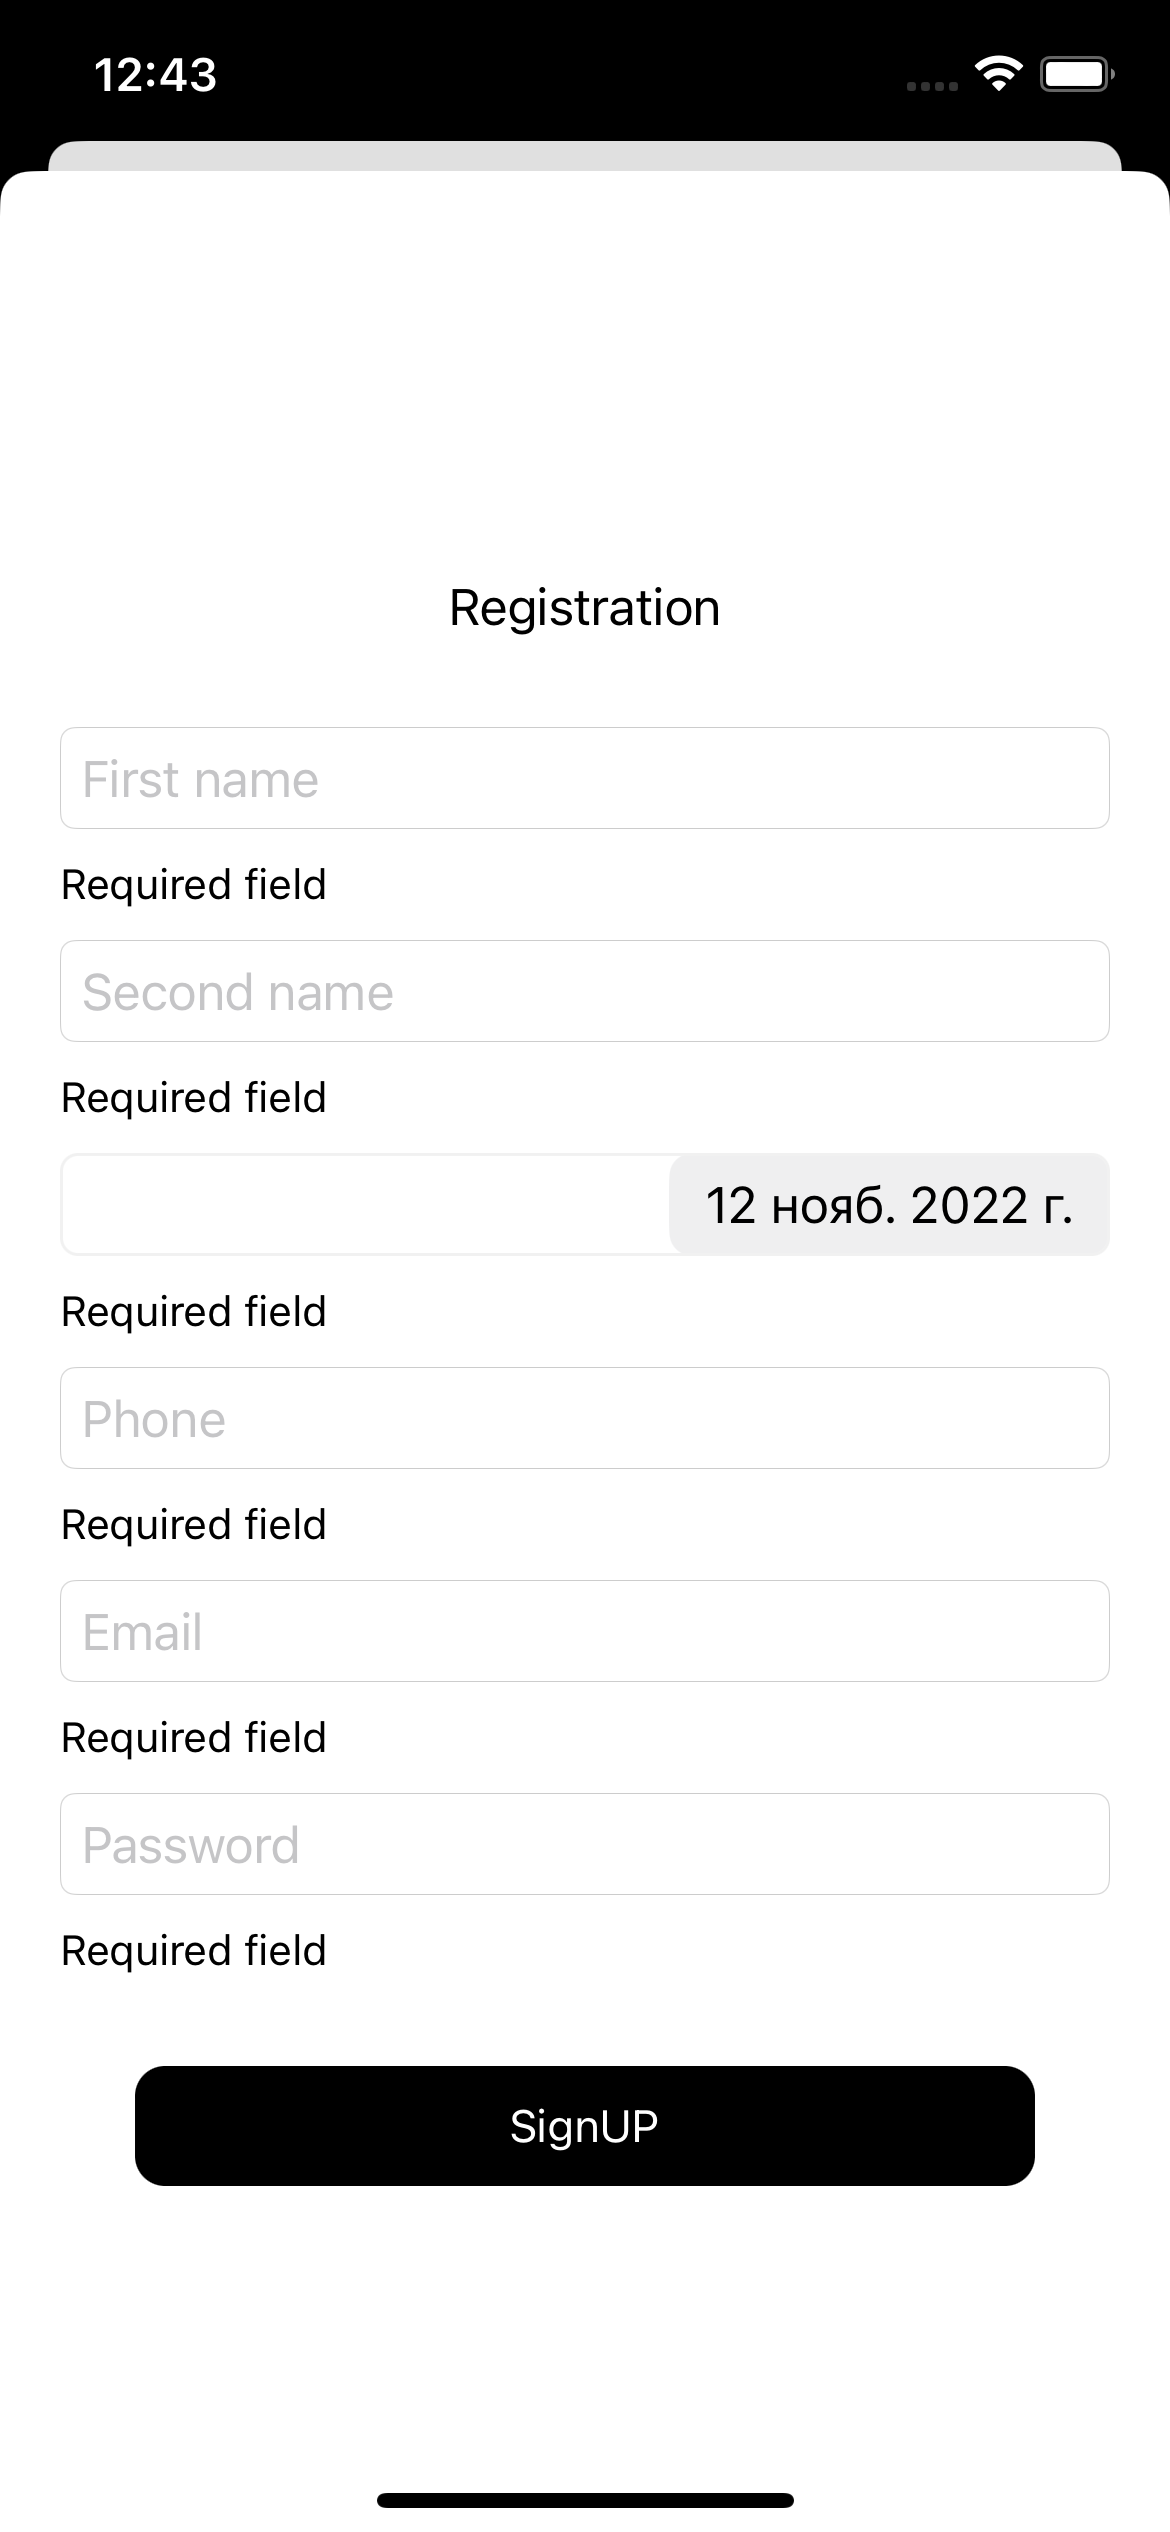 12:43
Registration
First name
Required field
Second name
Required field
12 нояб. 2022 г.
Required field
Phone
Required field
Email
Required field
Password
Required field
SignUP